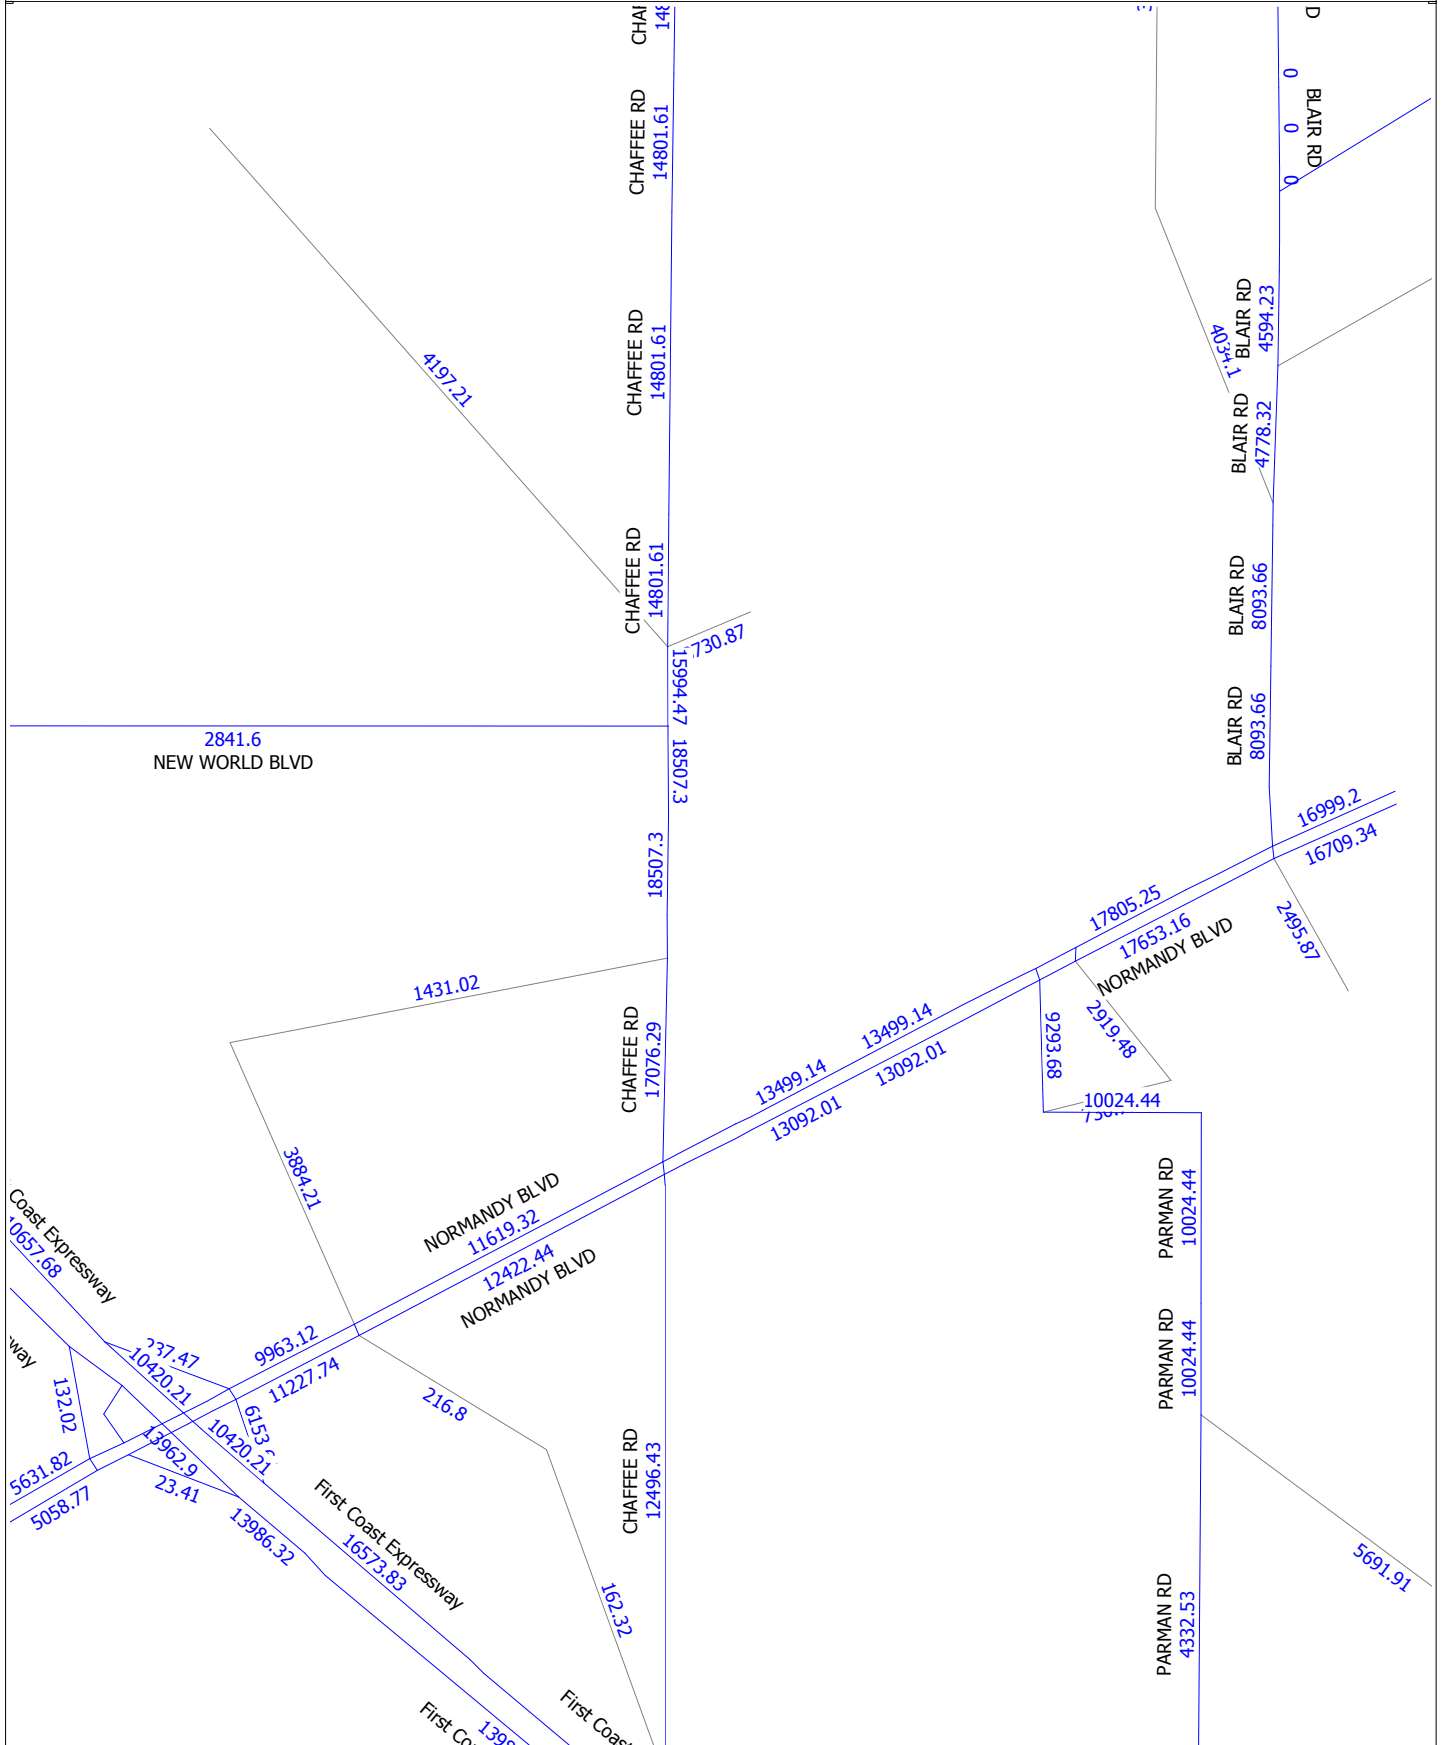 D
0
0
0
BLAIR RD
CHAFFEE RD
14801.61
BLAIR RD
4594.23
4197.21
CHAFFEE RD
14801.61
BLAIR RD
4778.32
CHAFFEE RD
14801.61
BLAIR RD
8093.66
15994.47
2841.6
NEW WORLD BLVD
18507.3
BLAIR RD
8093.66
16999.2
16709.34
18507.3
17805.25
17653.16
NORMANDY BLVD
2495.87
1431.02
CHAFFEE RD
17076.29
13499.14
13092.01
9293.68
2919.48
13499.14
13092.01
10024.44
3884.21
NORMANDY BLVD
11619.32
12422.44
NORMANDY BLVD
PARMAN RD
10024.44
Coast Expressway
10657.68
way
237.47
10420.21
9963.12
11227.74
PARMAN RD
10024.44
132.02
216.8
10420.21
13962.9
23.41
5631.82
5058.77
13986.32
CHAFFEE RD
12496.43
First Coast Expressway
16573.83
5691.91
162.32
PARMAN RD
4332.53
First
First